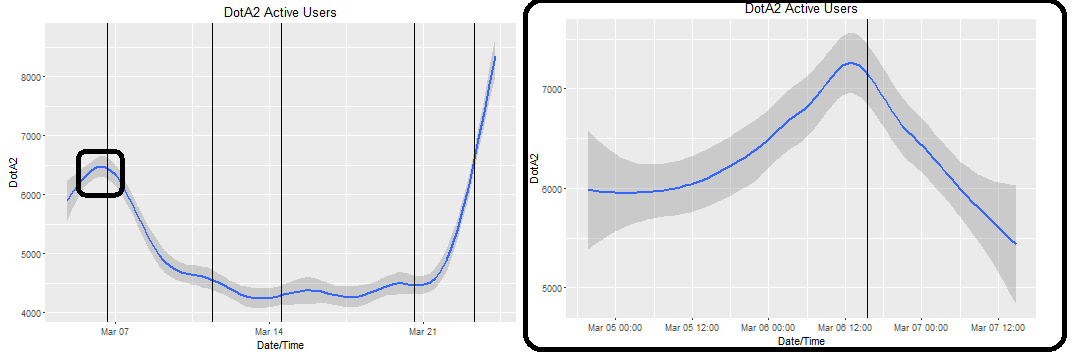 DotA2 Active Users
8000
7000
6000
5000
4000
DotA2
Mar 07
Mar 14
Mar 21
Date/Time
DotA2 Active Users
7000
6000
5000
DotA2
Mar 05 00:00
Mar 05 12:00
Mar 06 00:00
Mar 06 12:00
Mar 07 00:00
Mar 07 12:00
Date/Time